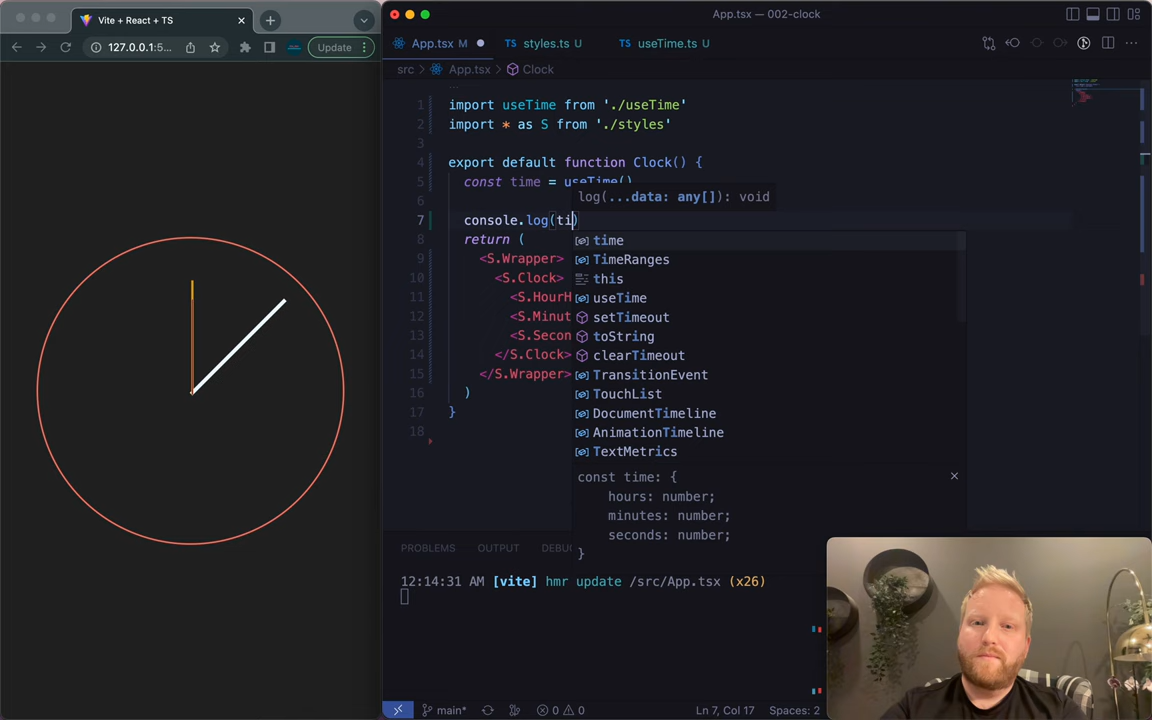 Vite + React + TS
127.0.0.1:5...
Update
App.tsx — 002-clock
App.tsx M
TS styles.ts U
TS useTime.ts U
src > App.tsx > Clock
1 import useTime from './useTime'
2 import * as S from './styles'
3
4 export default function Clock() {
5 const time = useTime()
log(...data: any[]): void
7 console.log(ti)
8 return (
time
9 <S.Wrapper>
TimeRanges
10 <S.Clock>
this
11 <S.HourH
useTime
12 <S.Minut
setTimeout
13 <S.Secon
toString
14 </S.Clock>
clearTimeout
15 </S.Wrapper>
TransitionEvent
16 )
TouchList
17 }
DocumentTimeline
18
AnimationTimeline
TextMetrics
const time: {
hours: number;
minutes: number;
seconds: number;
}
PROBLEMS OUTPUT DEBU
12:14:31 AM [vite] hmr update /src/App.tsx (x26)
main* 0 0 Ln 7, Col 17 Spaces: 2